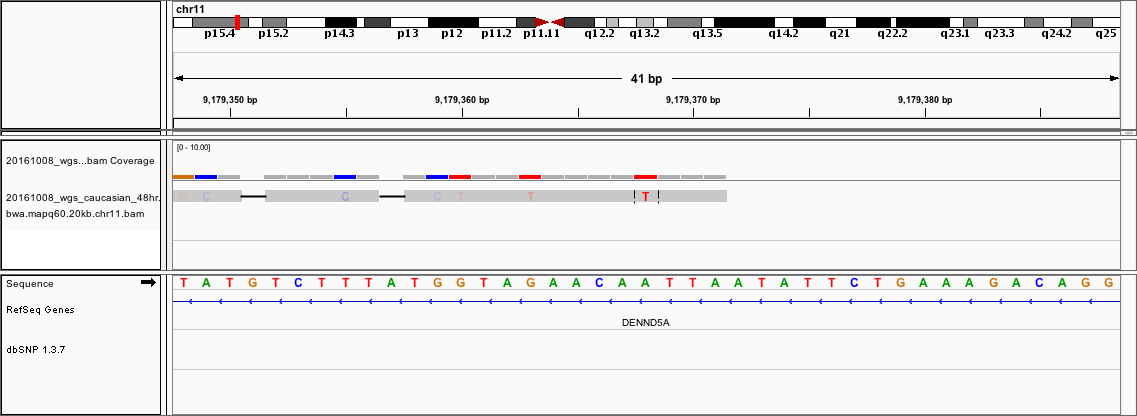 chr11
p15.4 p15.2 p14.3 p13 p12 p11.2 p11.11 q12.2 q13.2 q13.5 q14.2 q21 q22.2 q23.1 q23.3 q24.2 q25
41 bp
9,179,350 bp 9,179,360 bp 9,179,370 bp 9,179,380 bp
[0 - 10.00]
20161008_wgs...bam Coverage
20161008_wgs_caucasian_48hr.
G C C C T T T
bwa.mapq60.20kb.chr11.bam
Sequence T A T G T C T T T A T G G T A G A A C A A T T A A T A T T C T G A A A G A C A G G
RefSeq Genes
DENND5A
dbSNP 1.3.7